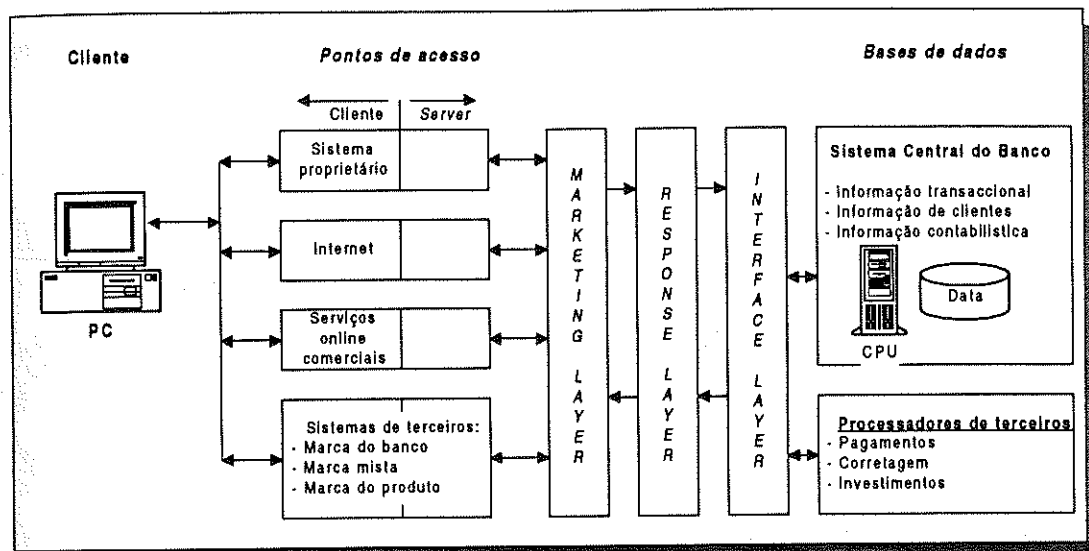 Cliente
Pontos de acesso
Bases de dados
Cliente
Server
Sistema
proprietário
Internet
Serviços
online
comerciais
Sistemas de terceiros:
- Marca do banco
- Marca mista
- Marca do produto
MARKETING LAYER
RESPONSE LAYER
INTERFACE LAYER
Sistema Central do Banco
- Informação transaccional
- Informação de clientes
- Informação contabilistica
Data
CPU
PC
Processadores de terceiros
- Pagamentos
- Corretagem
- Investimentos